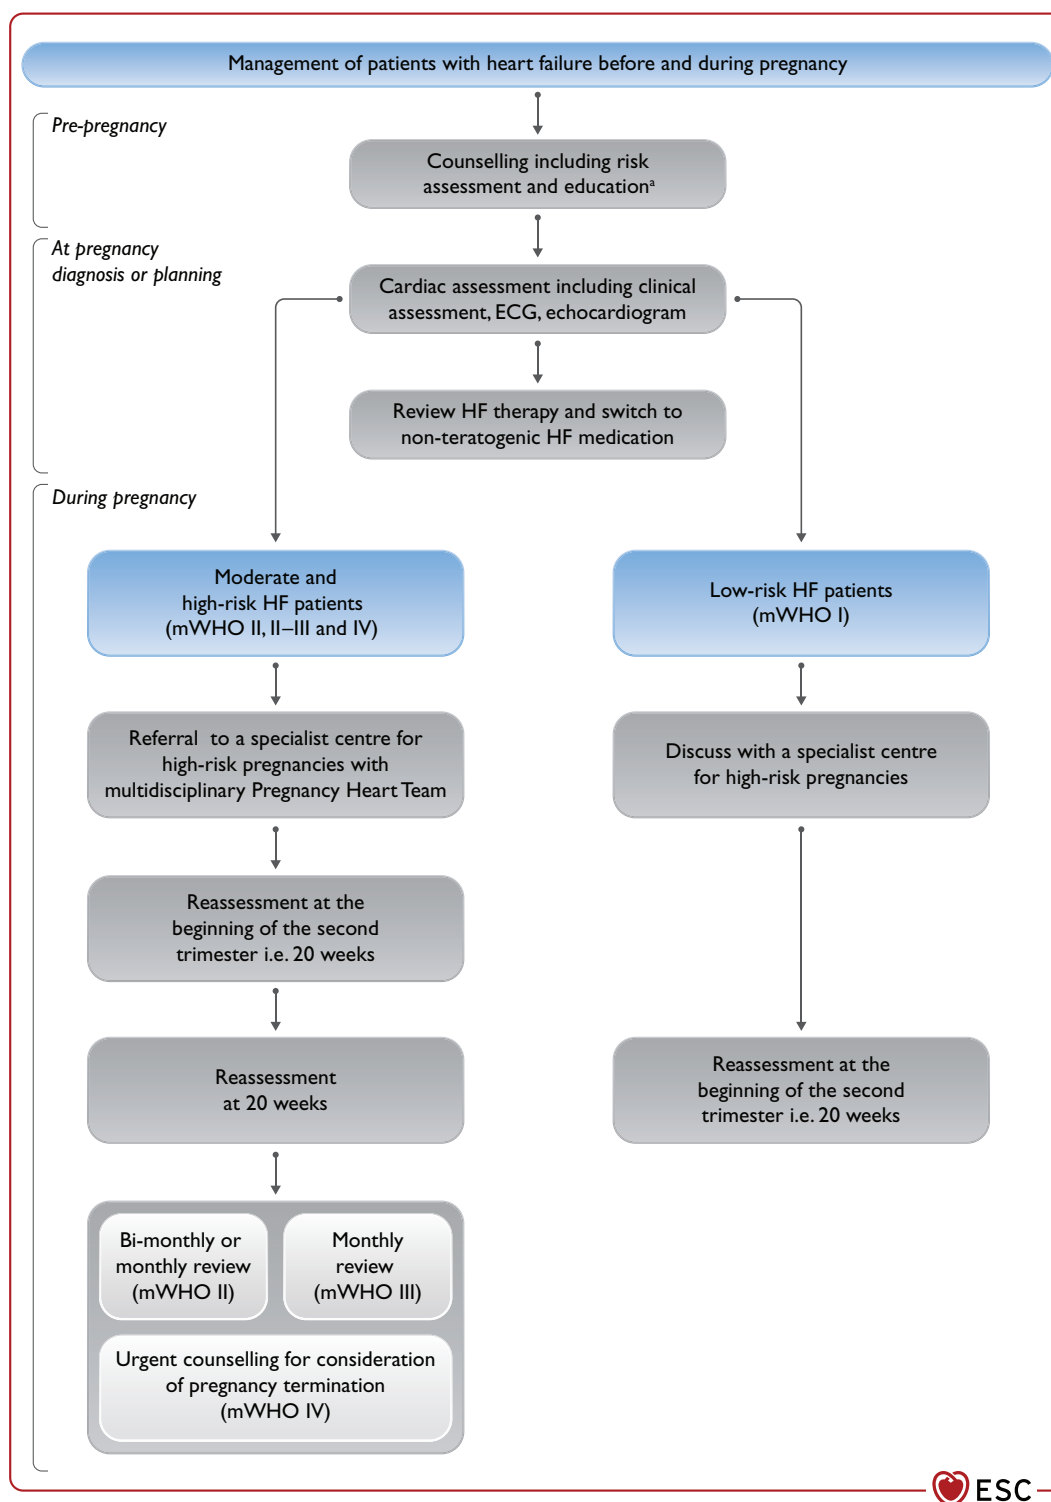 Management of patients with heart failure before and during pregnancy
Pre-pregnancy
Counselling including risk
assessment and educationᵃ
At pregnancy
diagnosis or planning
Cardiac assessment including clinical
assessment, ECG, echocardiogram
Review HF therapy and switch to
non-teratogenic HF medication
During pregnancy
Moderate and
high-risk HF patients
(mWHO II, II–III and IV)
Low-risk HF patients
(mWHO I)
Referral to a specialist centre for
high-risk pregnancies with
multidisciplinary Pregnancy Heart Team
Discuss with a specialist centre
for high-risk pregnancies
Reassessment at the
beginning of the second
trimester i.e. 20 weeks
Reassessment
at 20 weeks
Reassessment at the
beginning of the second
trimester i.e. 20 weeks
Bi-monthly or
monthly review
(mWHO II)
Monthly
review
(mWHO III)
Urgent counselling for consideration
of pregnancy termination
(mWHO IV)
ESC